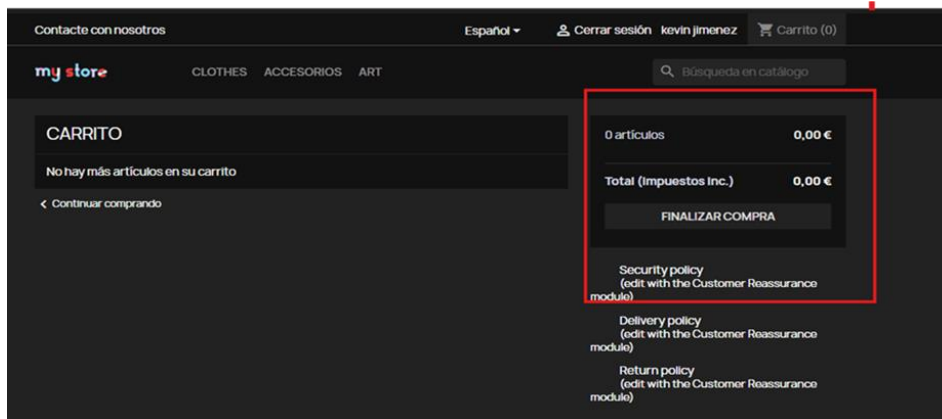 Contacte con nosotros
Español
Cerrar sesión kevin jimenez
Carrito (0)
my store
CLOTHES ACCESORIOS ART
Búsqueda en catálogo
CARRITO
No hay más artículos en su carrito
Continuar comprando
0 artículos 0,00 €
Total (impuestos inc.) 0,00 €
FINALIZAR COMPRA
Security policy
(edit with the Customer Reassurance
module)
Delivery policy
(edit with the Customer Reassurance
module)
Return policy
(edit with the Customer Reassurance
module)